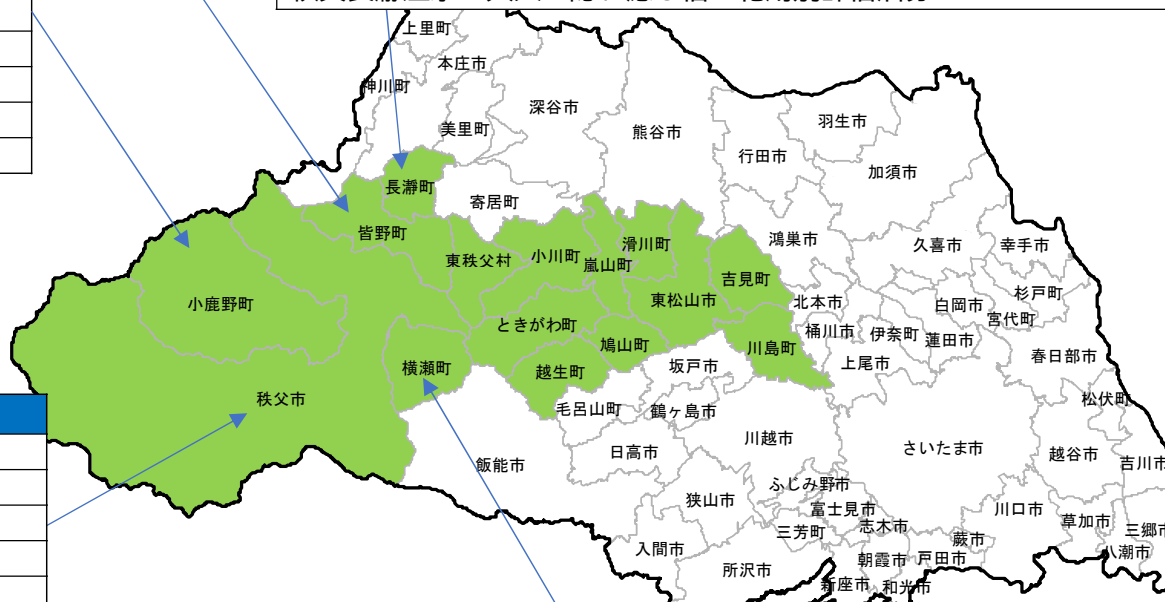 上里町
本庄市
神川町
深谷市
美里町
熊谷市
羽生市
行田市
加須市
長瀞町
寄居町
皆野町
鴻巣市
久喜市
幸手市
東秩父村
小川町
嵐山町
滑川町
吉見町
小鹿野町
東松山市
北本市
白岡市
杉戸町
宮代町
ときがわ町
桶川市
伊奈町
蓮田市
鳩山町
川島町
春日部市
横瀬町
越生町
坂戸市
上尾市
秩父市
毛呂山町
鶴ヶ島市
松伏町
川越市
さいたま市
日高市
越谷市
飯能市
吉川市
ふじみ野市
狭山市
富士見市
川口市
三芳町
志木市
草加市
三郷市
蕨市
入間市
朝霞市
戸田市
八潮市
所沢市
新座市
和光市